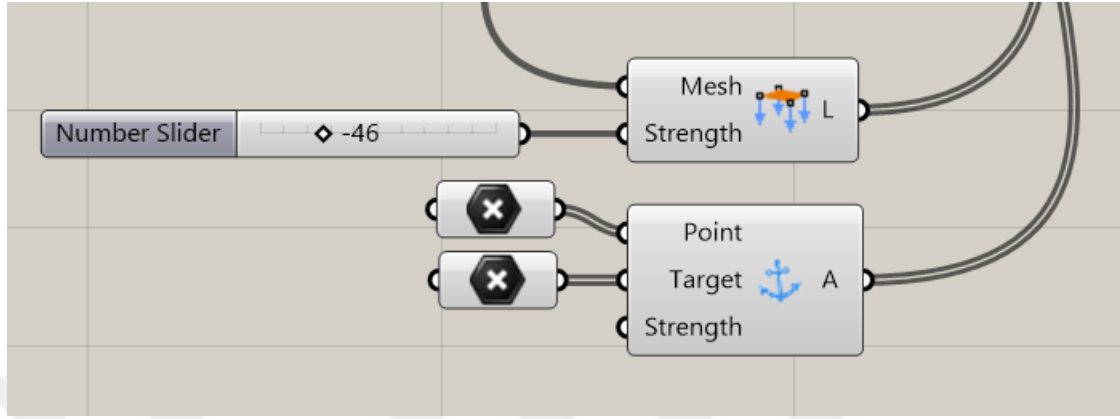 Mesh
L
Number Slider -46
Strength
Point
Target A
Strength